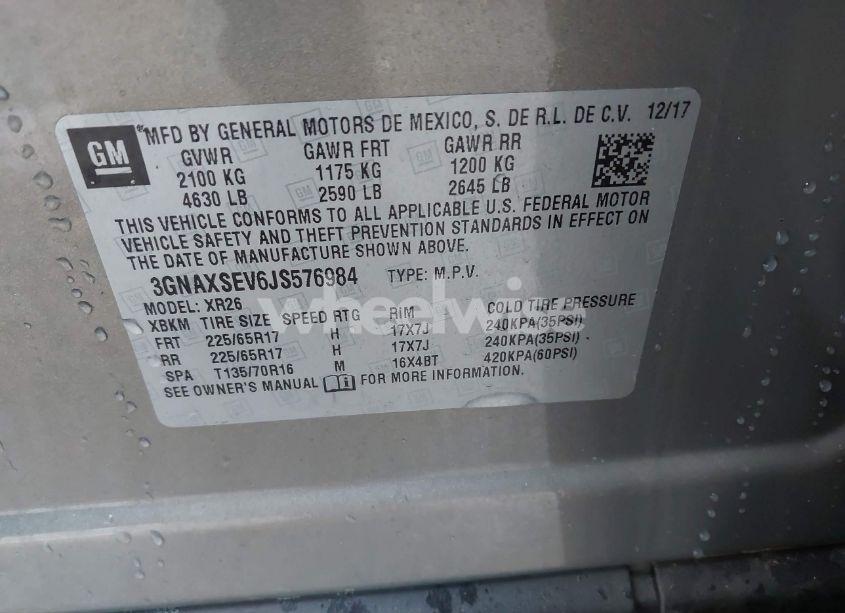 GM
MFD BY GENERAL MOTORS DE MEXICO, S. DE R.L. DE C.V. 12/17
GVWR GAWR FRT GAWR RR
2100 KG 1175 KG 1200 KG
4630 LB 2590 LB 2645 LB
THIS VEHICLE CONFORMS TO ALL APPLICABLE U.S. FEDERAL MOTOR
VEHICLE SAFETY AND THEFT PREVENTION STANDARDS IN EFFECT ON
THE DATE OF MANUFACTURE SHOWN ABOVE.
3GNAXSEV6JS576984 TYPE: M.P.V.
MODEL: XR26
XBKM TIRE SIZE SPEED RTG RIM COLD TIRE PRESSURE
FRT 225/65R17 H 17X7J 240KPA(35PSI)
RR 225/65R17 H 17X7J 240KPA(35PSI)
SPA T135/70R16 M 16X4BT 420KPA(60PSI)
SEE OWNER'S MANUAL FOR MORE INFORMATION.